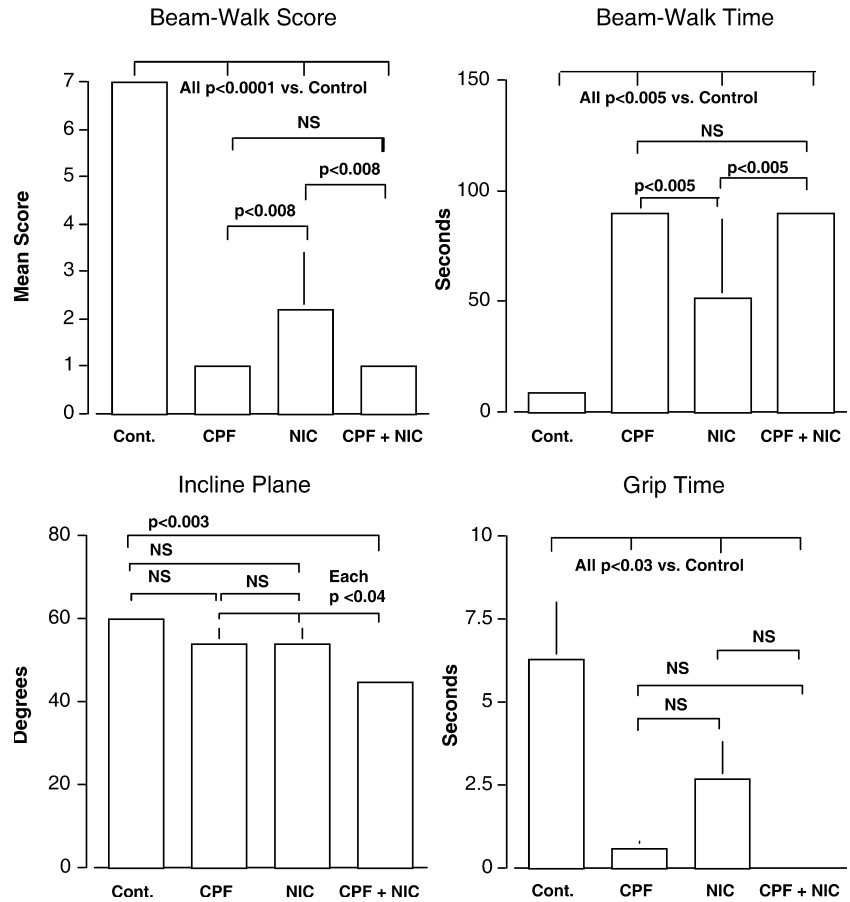 Beam-Walk Score
7
6
5
4
3
2
1
0
Mean Score
All p<0.0001 vs. Control
NS
p<0.008
p<0.008
Cont.
CPF
NIC
CPF + NIC
Beam-Walk Time
150
100
50
0
Seconds
All p<0.005 vs. Control
NS
p<0.005
p<0.005
Cont.
CPF
NIC
CPF + NIC
Incline Plane
80
60
40
20
0
Degrees
p<0.003
NS
NS
NS
Each
p <0.04
Cont.
CPF
NIC
CPF + NIC
Grip Time
10
7.5
5
2.5
0
Seconds
All p<0.03 vs. Control
NS
NS
NS
Cont.
CPF
NIC
CPF + NIC